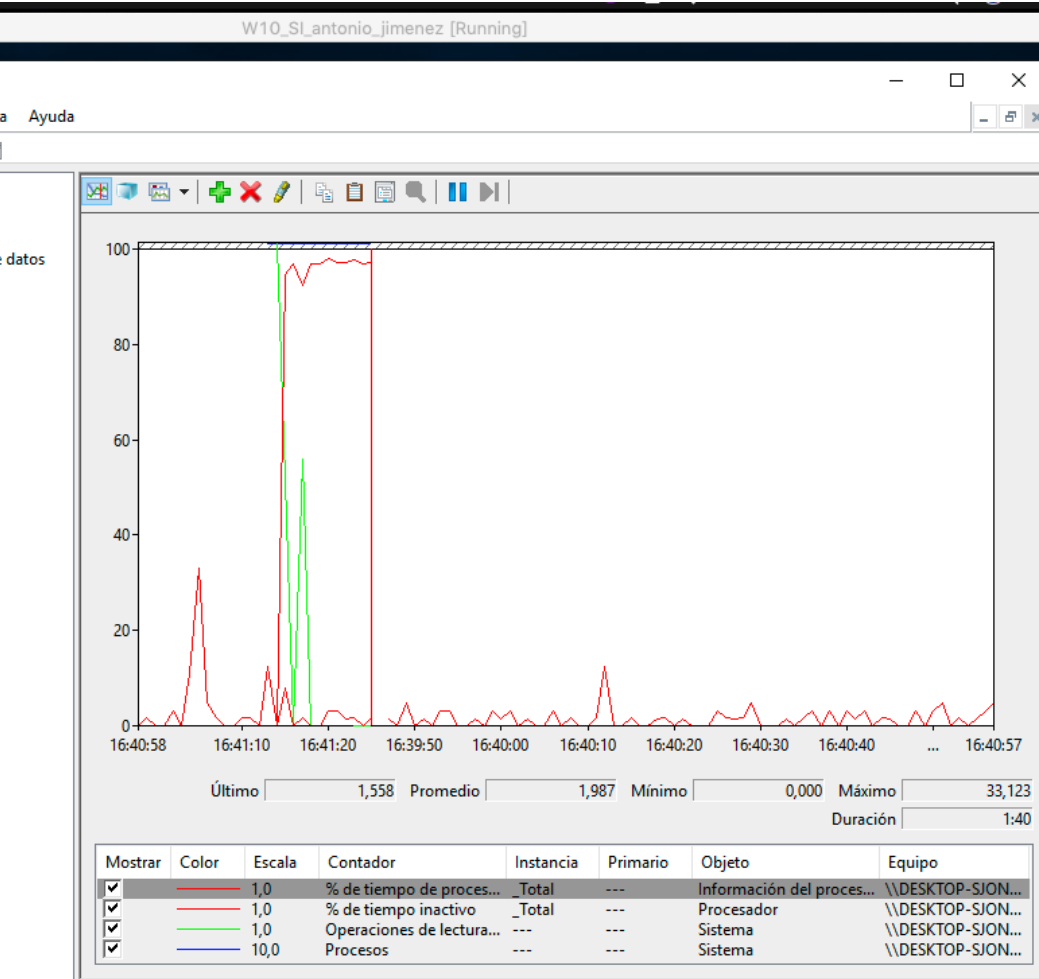 W10_SI_antonio_jimenez [Running]
a Ayuda
e datos
100
80
60
40
20
0
16:40:58 16:41:10 16:41:20 16:39:50 16:40:00 16:40:10 16:40:20 16:40:30 16:40:40 ... 16:40:57
Último 1,558 Promedio 1,987 Mínimo 0,000 Máximo 33,123
Duración 1:40
Mostrar Color Escala Contador Instancia Primario Objeto Equipo
1,0 % de tiempo de proces... _Total --- Información del proces... \\DESKTOP-SJON...
1,0 % de tiempo inactivo _Total --- Procesador \\DESKTOP-SJON...
1,0 Operaciones de lectura... --- --- Sistema \\DESKTOP-SJON...
10,0 Procesos --- --- Sistema \\DESKTOP-SJON...